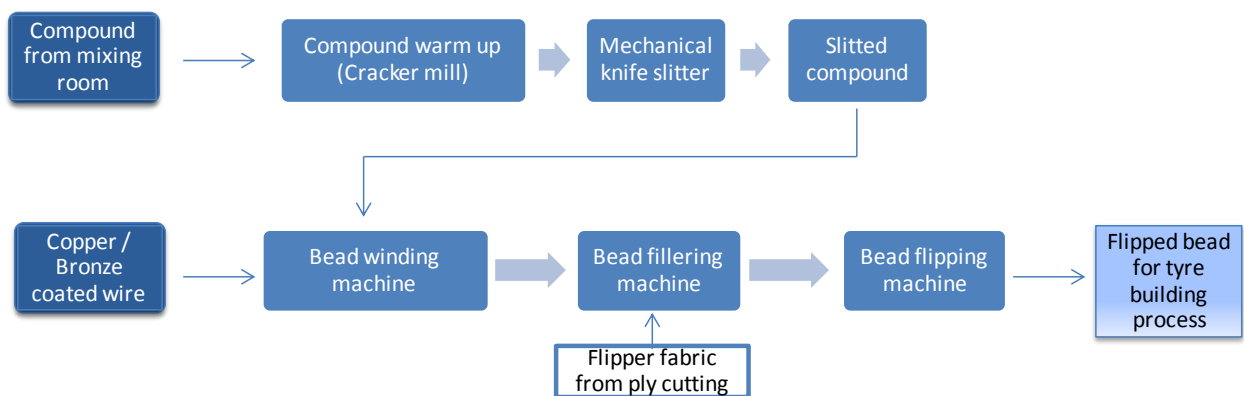 Compound
from mixing
room
Compound warm up
(Cracker mill)
Mechanical
knife slitter
Slitted
compound
Copper /
Bronze
coated wire
Bead winding
machine
Bead fillering
machine
Bead flipping
machine
Flipped bead
for tyre
building
process
Flipper fabric
from ply cutting